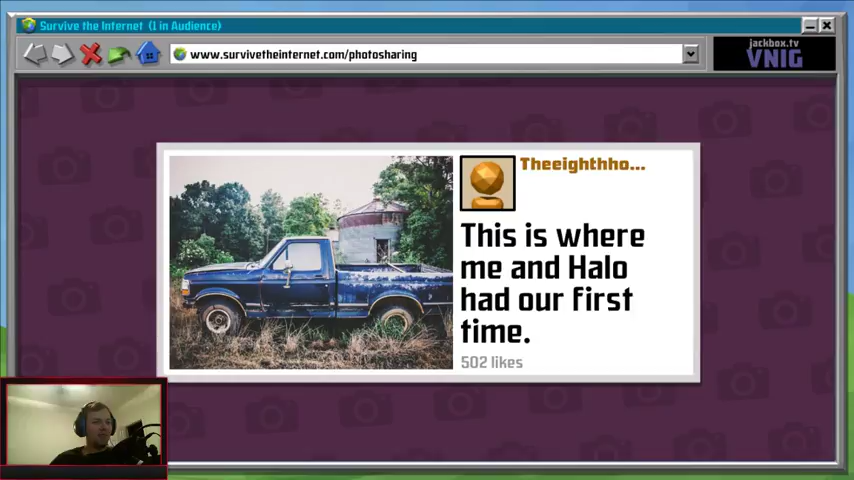 Survive the Internet (1 in Audience)
www.survivetheinternet.com/photosharing
jackbox.tv
VNIG
Theeighthho...
This is where
me and Halo
had our first
time.
502 likes